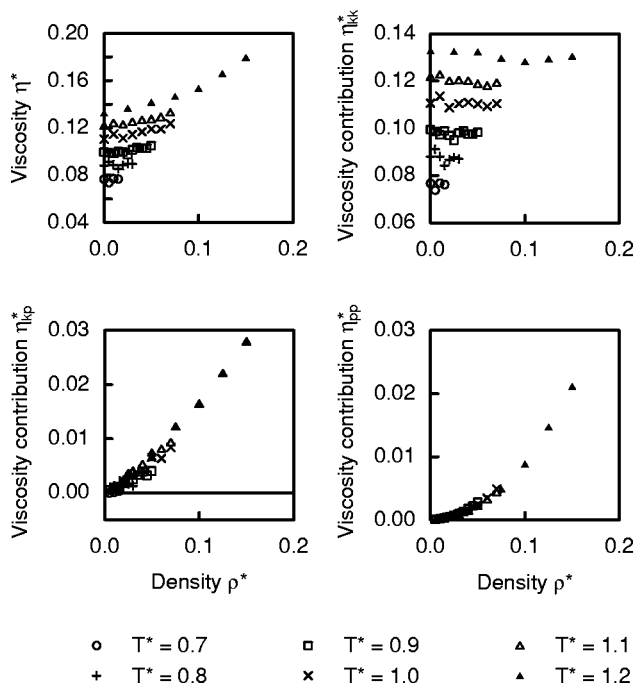 Viscosity η*
0.20
0.16
0.12
0.08
0.04
0.0
0.1
0.2
Viscosity contribution η*kk
0.14
0.12
0.10
0.08
0.06
0.0
0.1
0.2
Viscosity contribution η*kp
0.03
0.02
0.01
0.00
0.0
0.1
0.2
Density ρ*
Viscosity contribution η*pp
0.03
0.02
0.01
0.00
0.0
0.1
0.2
Density ρ*
T* = 0.7
T* = 0.9
T* = 1.1
T* = 0.8
T* = 1.0
T* = 1.2